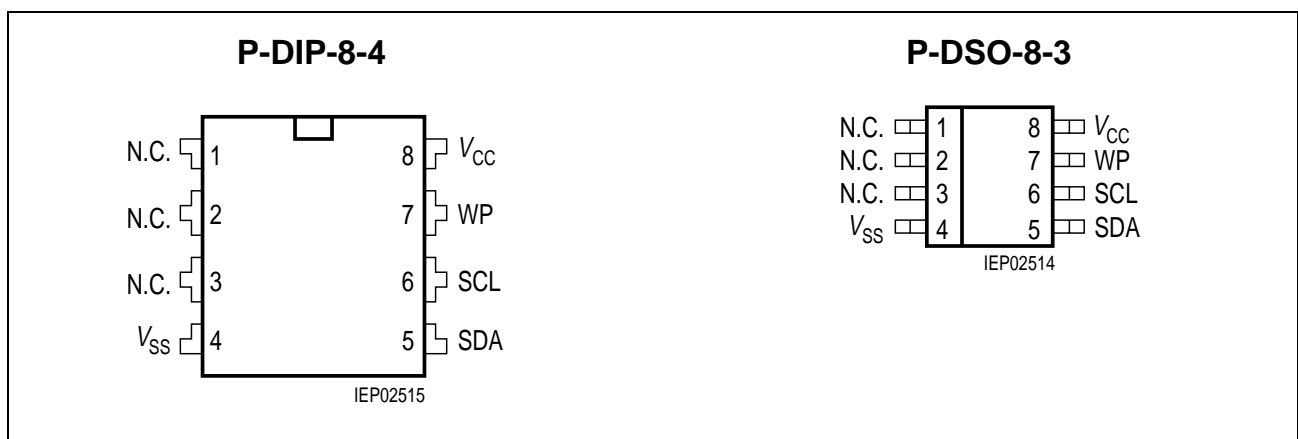 P-DIP-8-4
N.C. 1 8 VCC
N.C. 2 7 WP
N.C. 3 6 SCL
VSS 4 5 SDA
IEP02515
P-DSO-8-3
N.C. 1 8 VCC
N.C. 2 7 WP
N.C. 3 6 SCL
VSS 4 5 SDA
IEP02514